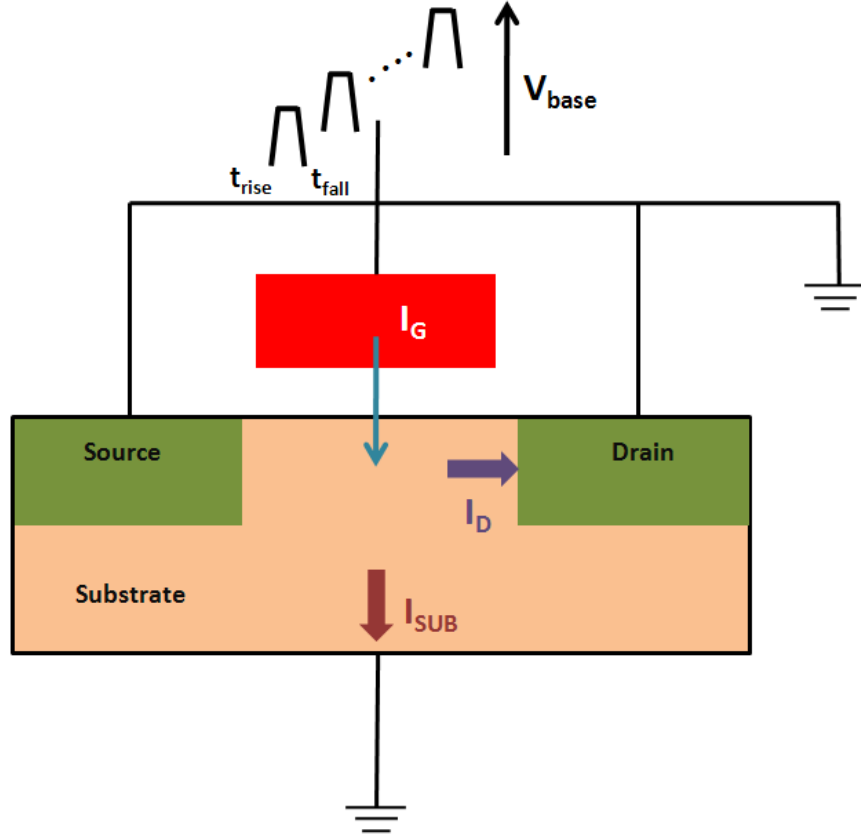 V_base
t_rise
t_fall
I_G
Source
Drain
I_D
Substrate
I_SUB